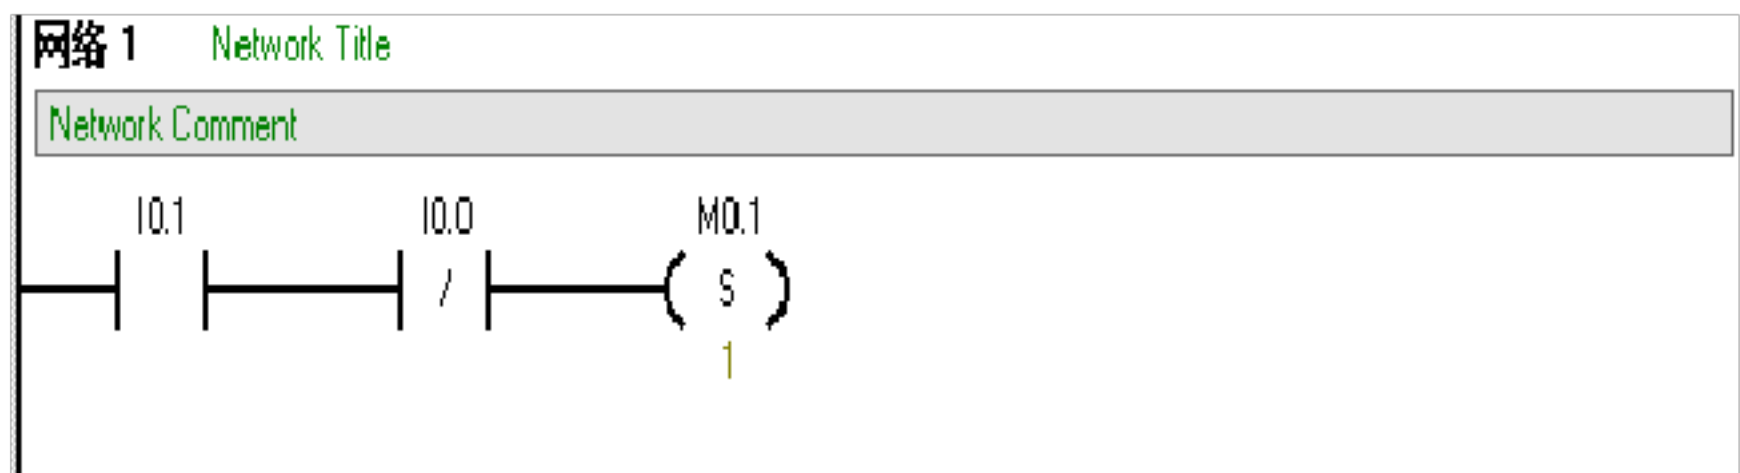 网络 1 Network Title
Network Comment
I0.1 I0.0 M0.1
/ S
1